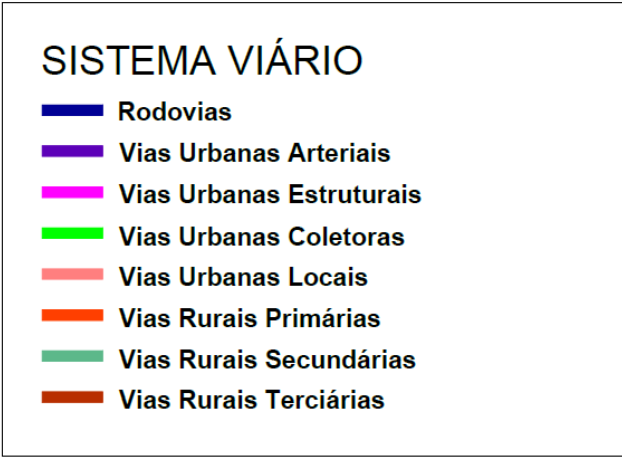 SISTEMA VIÁRIO
Rodovias
Vias Urbanas Arteriais
Vias Urbanas Estruturais
Vias Urbanas Coletoras
Vias Urbanas Locais
Vias Rurais Primárias
Vias Rurais Secundárias
Vias Rurais Terciárias